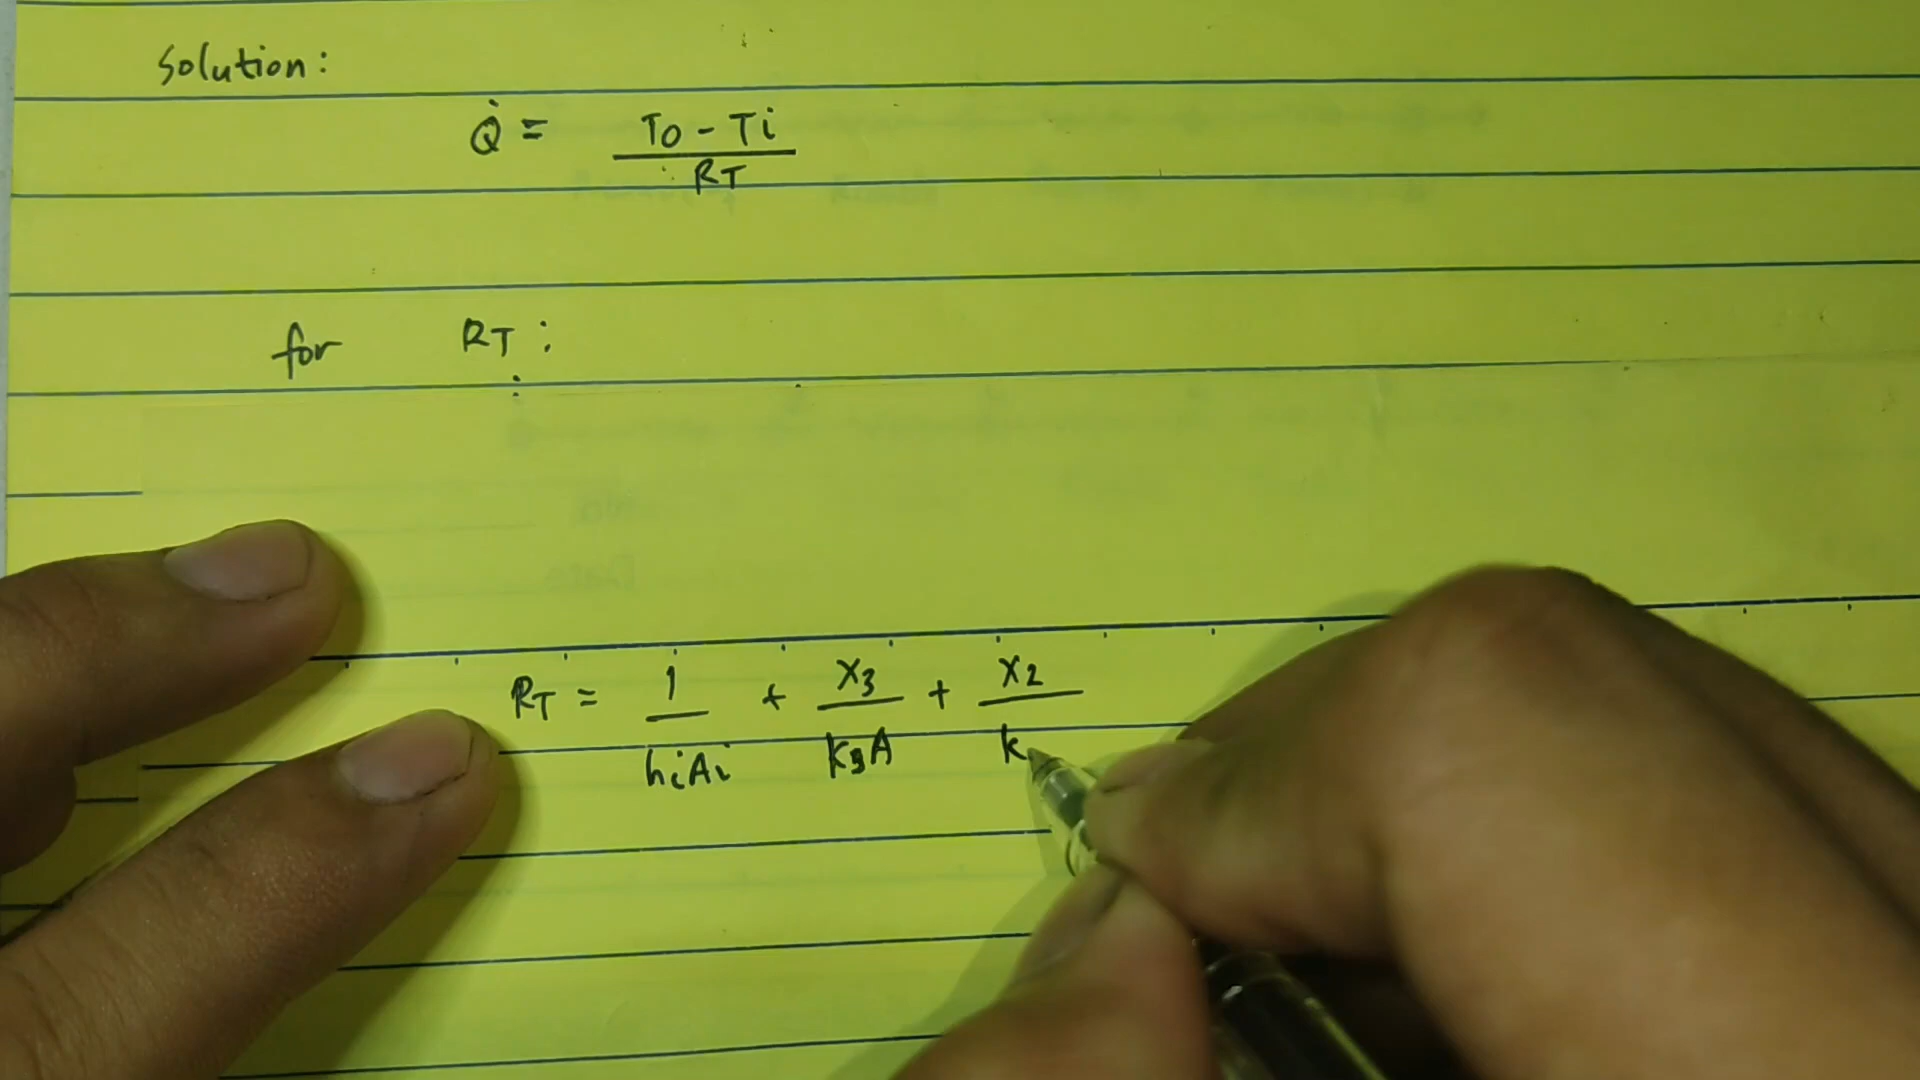 Solution:
Q̇ = To - Ti
RT
for RT :
RT = 1 + X3 + X2
hiAi k3A k